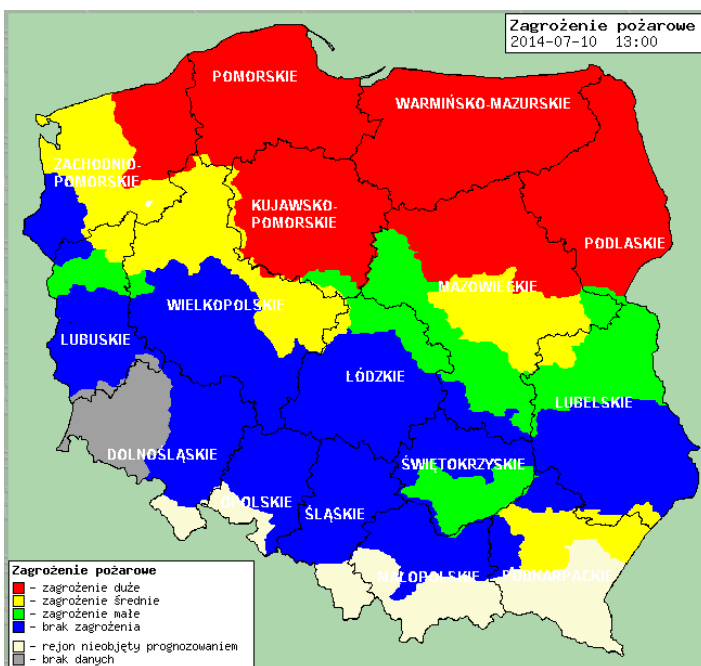 Zagrożenie pożarowe
2014-07-10 13:00
POMORSKIE
WARMIŃSKO-MAZURSKIE
ZACHODNIO-
POMORSKIE
KUJAWSKO-
POMORSKIE
PODLASKIE
MAZOWIECKIE
WIELKOPOLSKIE
LUBUSKIE
ŁÓDZKIE
LUBELSKIE
DOLNOŚLĄSKIE
ŚWIĘTOKRZYSKIE
OPOLSKIE
ŚLĄSKIE
MAŁOPOLSKIE
PODKARPACKIE
Zagrożenie pożarowe
– zagrożenie duże
– zagrożenie średnie
– zagrożenie małe
– brak zagrożenia
– rejon nieobjęty prognozowaniem
– brak danych